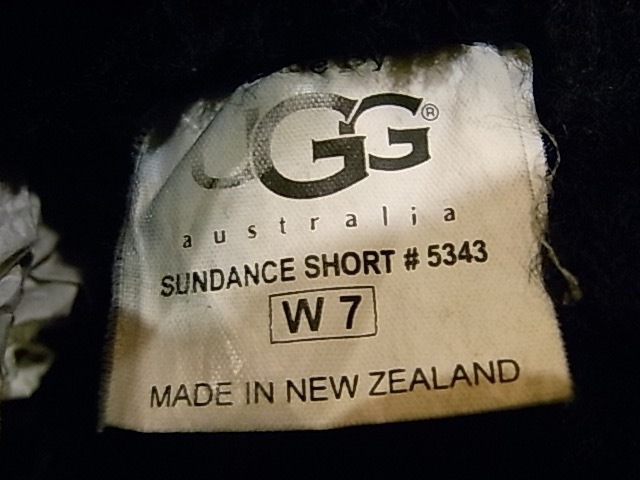 UGG®
australia
SUNDANCE SHORT # 5343
W 7
MADE IN NEW ZEALAND